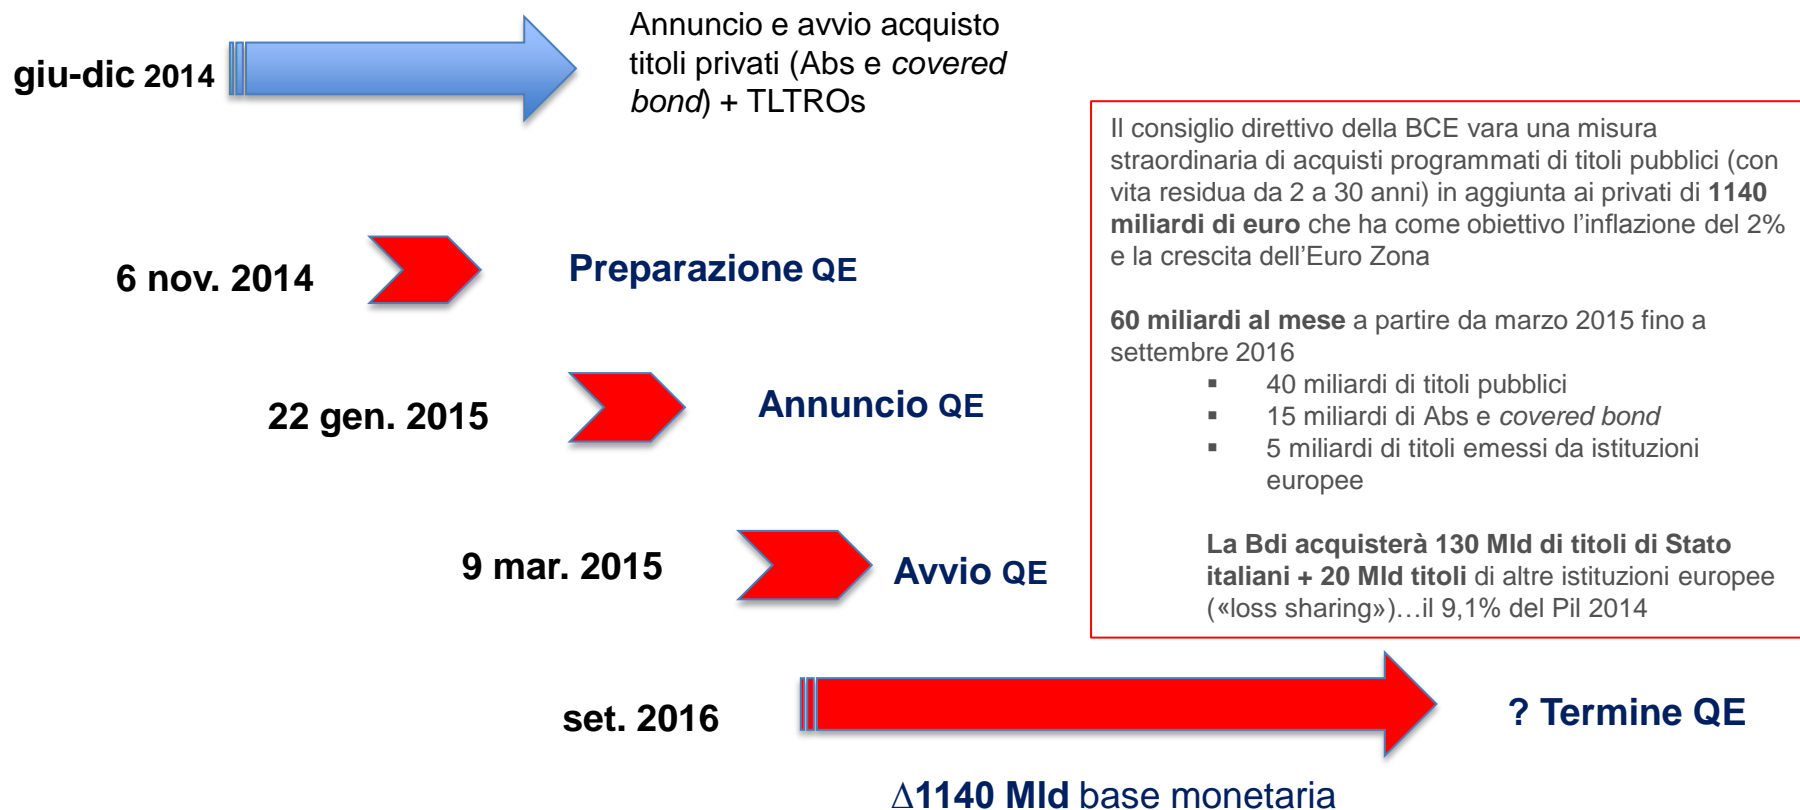 giu-dic 2014
Annuncio e avvio acquisto
titoli privati (Abs e covered
bond) + TLTROs
6 nov. 2014
Preparazione QE
22 gen. 2015
Annuncio QE
9 mar. 2015
Avvio QE
set. 2016
? Termine QE
∆1140 Mld base monetaria
Il consiglio direttivo della BCE vara una misura
straordinaria di acquisti programmati di titoli pubblici (con
vita residua da 2 a 30 anni) in aggiunta ai privati di 1140
miliardi di euro che ha come obiettivo l’inflazione del 2%
e la crescita dell’Euro Zona
60 miliardi al mese a partire da marzo 2015 fino a
settembre 2016
▪ 40 miliardi di titoli pubblici
▪ 15 miliardi di Abs e covered bond
▪ 5 miliardi di titoli emessi da istituzioni
europee
La Bdi acquisterà 130 Mld di titoli di Stato
italiani + 20 Mld titoli di altre istituzioni europee
(«loss sharing»)…il 9,1% del Pil 2014